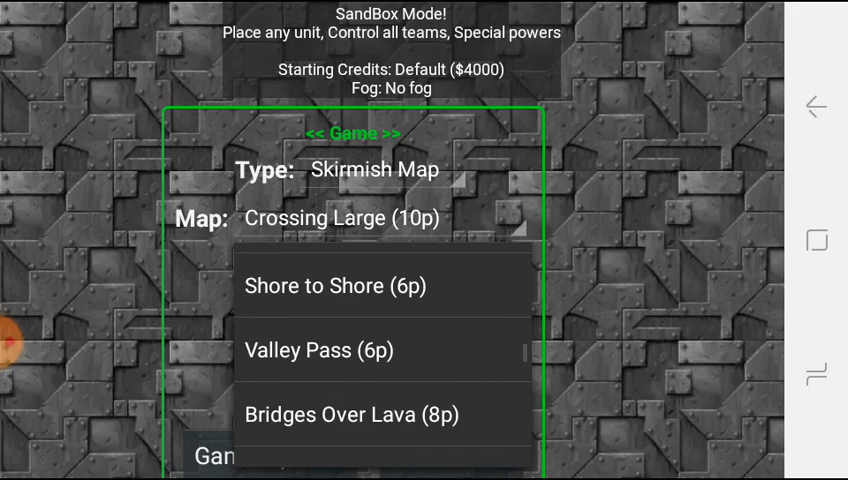 SandBox Mode!
Place any unit, Control all teams, Special powers
Starting Credits: Default ($4000)
Fog: No fog
<< Game >>
Type: Skirmish Map
Map: Crossing Large (10p)
Shore to Shore (6p)
Valley Pass (6p)
Bridges Over Lava (8p)